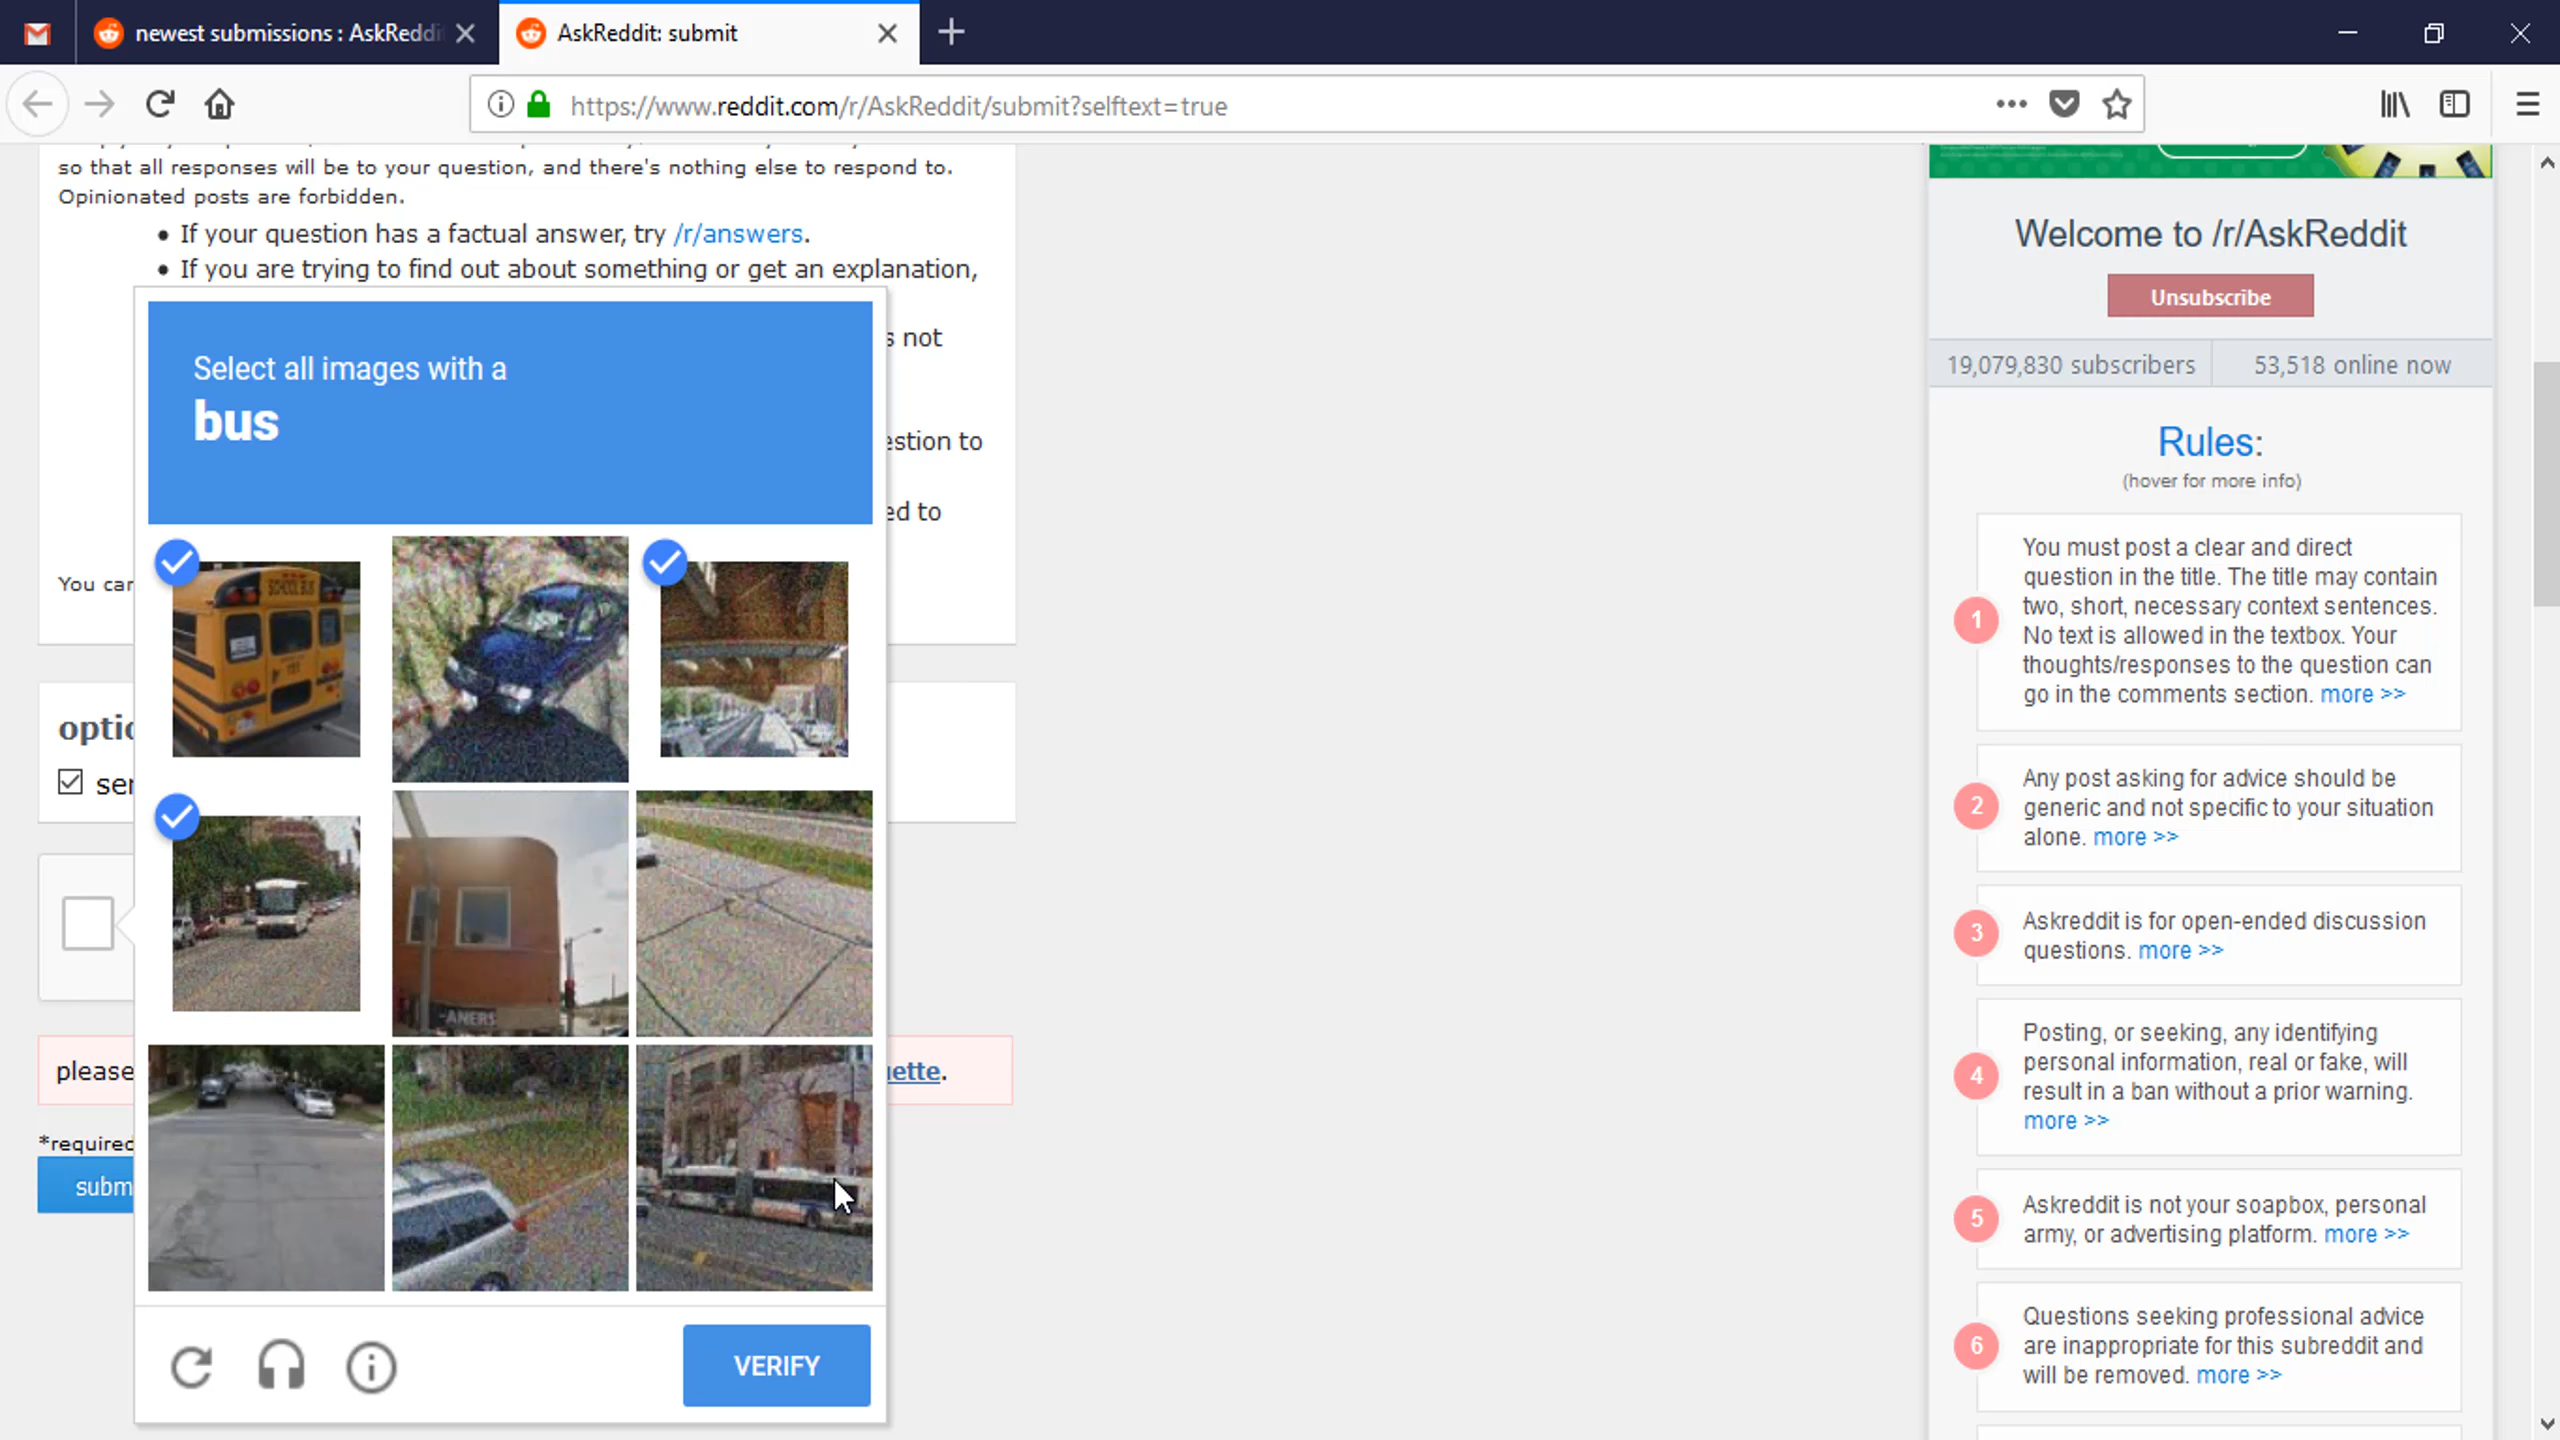 newest submissions : AskReddi
AskReddit: submit
https://www.reddit.com/r/AskReddit/submit?selftext=true
so that all responses will be to your question, and there's nothing else to respond to.
Opinionated posts are forbidden.
If your question has a factual answer, try /r/answers.
If you are trying to find out about something or get an explanation,
s not
estion to
ed to
You can
optio
ser
please
uette.
*required
subm
Select all images with a
bus
SCHOOL BUS
ANERS
VERIFY
Welcome to /r/AskReddit
Unsubscribe
19,079,830 subscribers
53,518 online now
Rules:
(hover for more info)
1
You must post a clear and direct
question in the title. The title may contain
two, short, necessary context sentences.
No text is allowed in the textbox. Your
thoughts/responses to the question can
go in the comments section. more >>
2
Any post asking for advice should be
generic and not specific to your situation
alone. more >>
3
Askreddit is for open-ended discussion
questions. more >>
4
Posting, or seeking, any identifying
personal information, real or fake, will
result in a ban without a prior warning.
more >>
5
Askreddit is not your soapbox, personal
army, or advertising platform. more >>
6
Questions seeking professional advice
are inappropriate for this subreddit and
will be removed. more >>